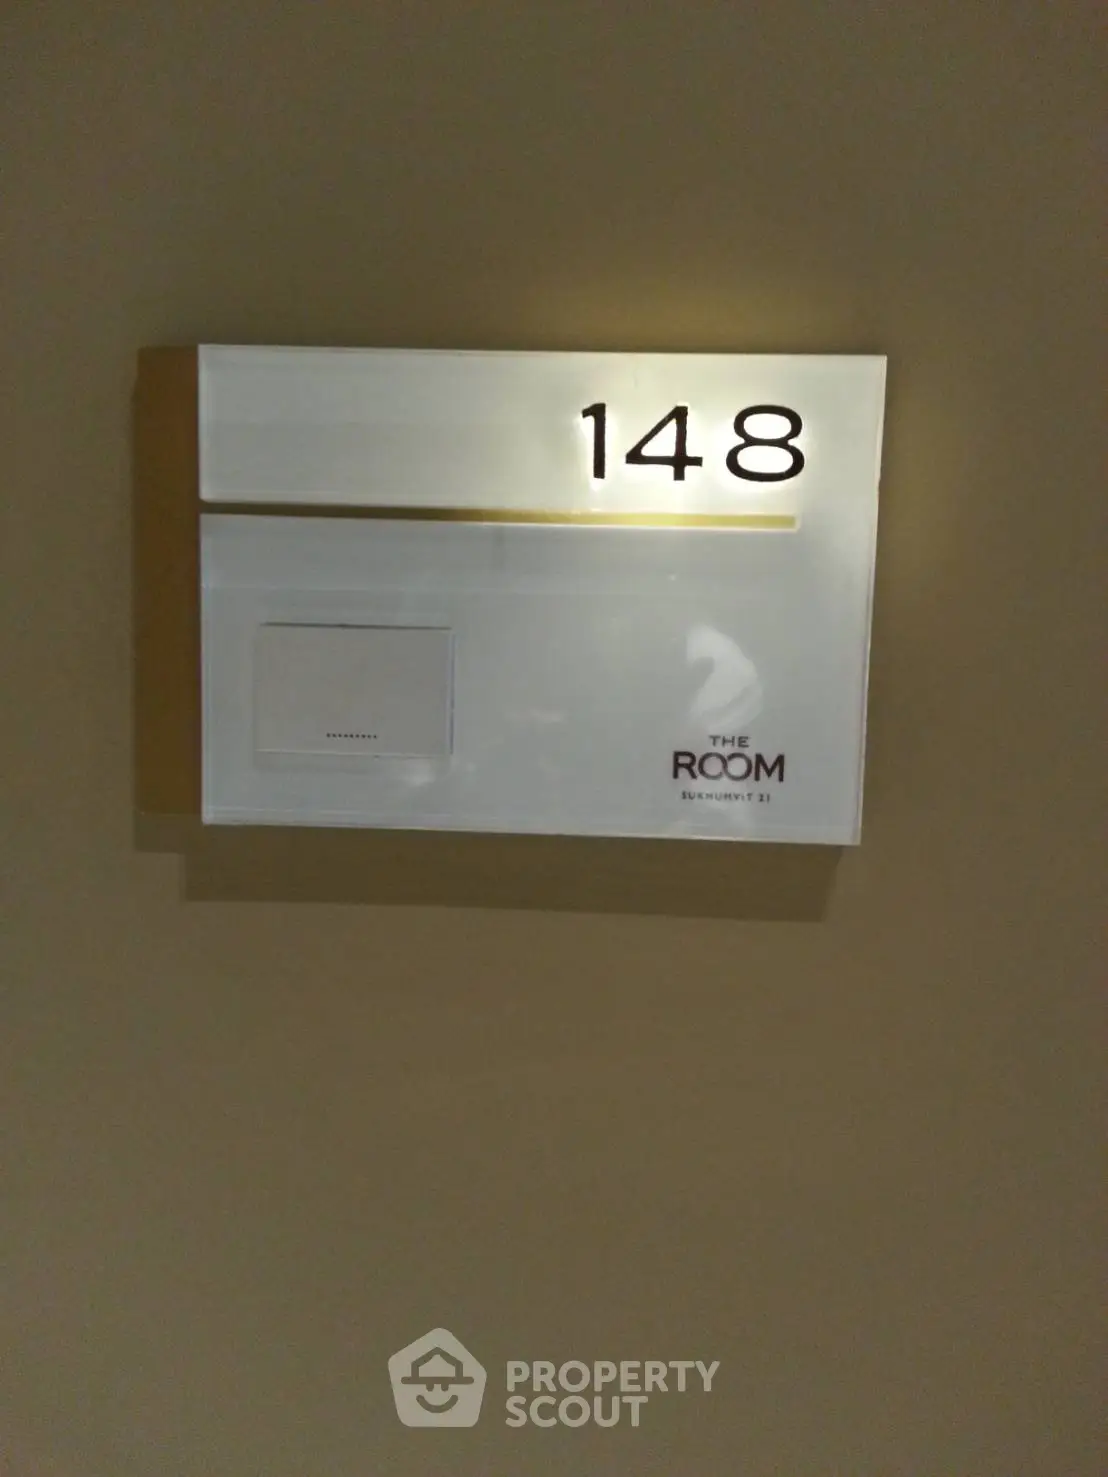 148
THE
ROOM
SUKHUMVIT 21
PROPERTY
SCOUT